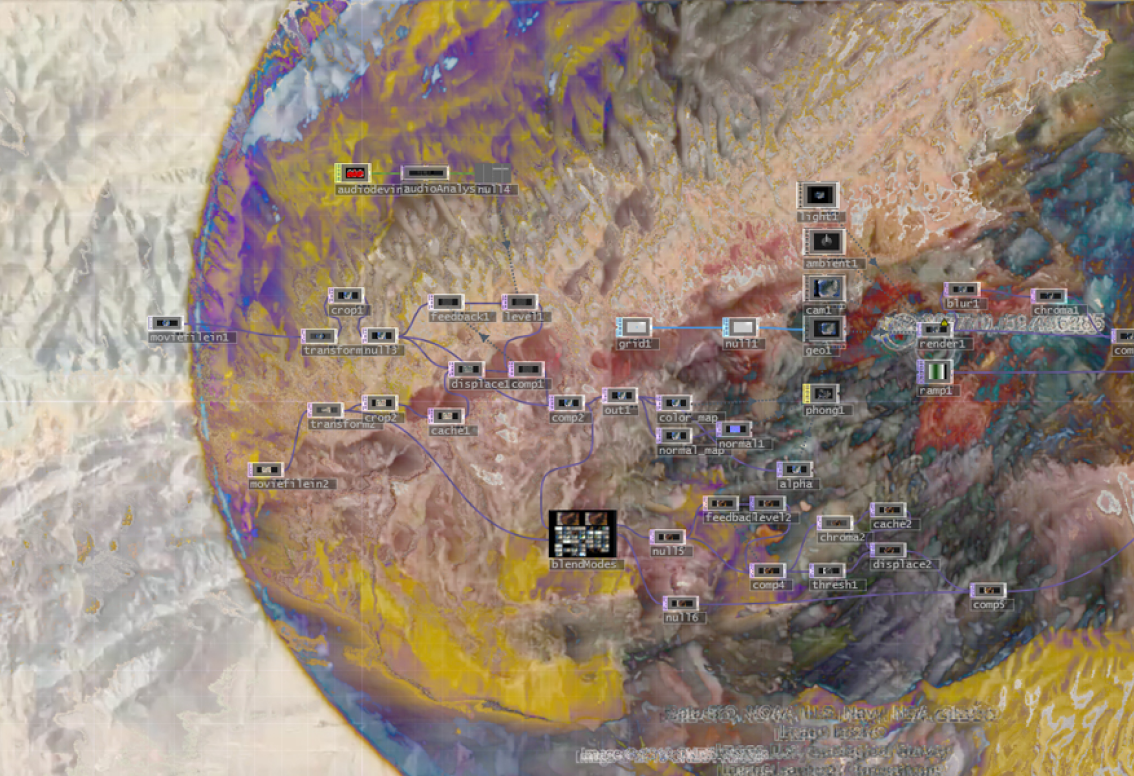 light1
audioAnalys
null4
ambient1
cam1
blur1
chroma1
crop1
feedback1
level1
moviefilein1
transform
null3
grid1
null1
geo1
render1
displace1
comp1
ramp1
transform2
crop2
cache1
comp2
out1
color_map
phong1
normal_map
normal1
moviefilein2
alpha
level2
cache2
chroma2
blendModes
null5
displace2
comp4
thresh1
null6
comp5